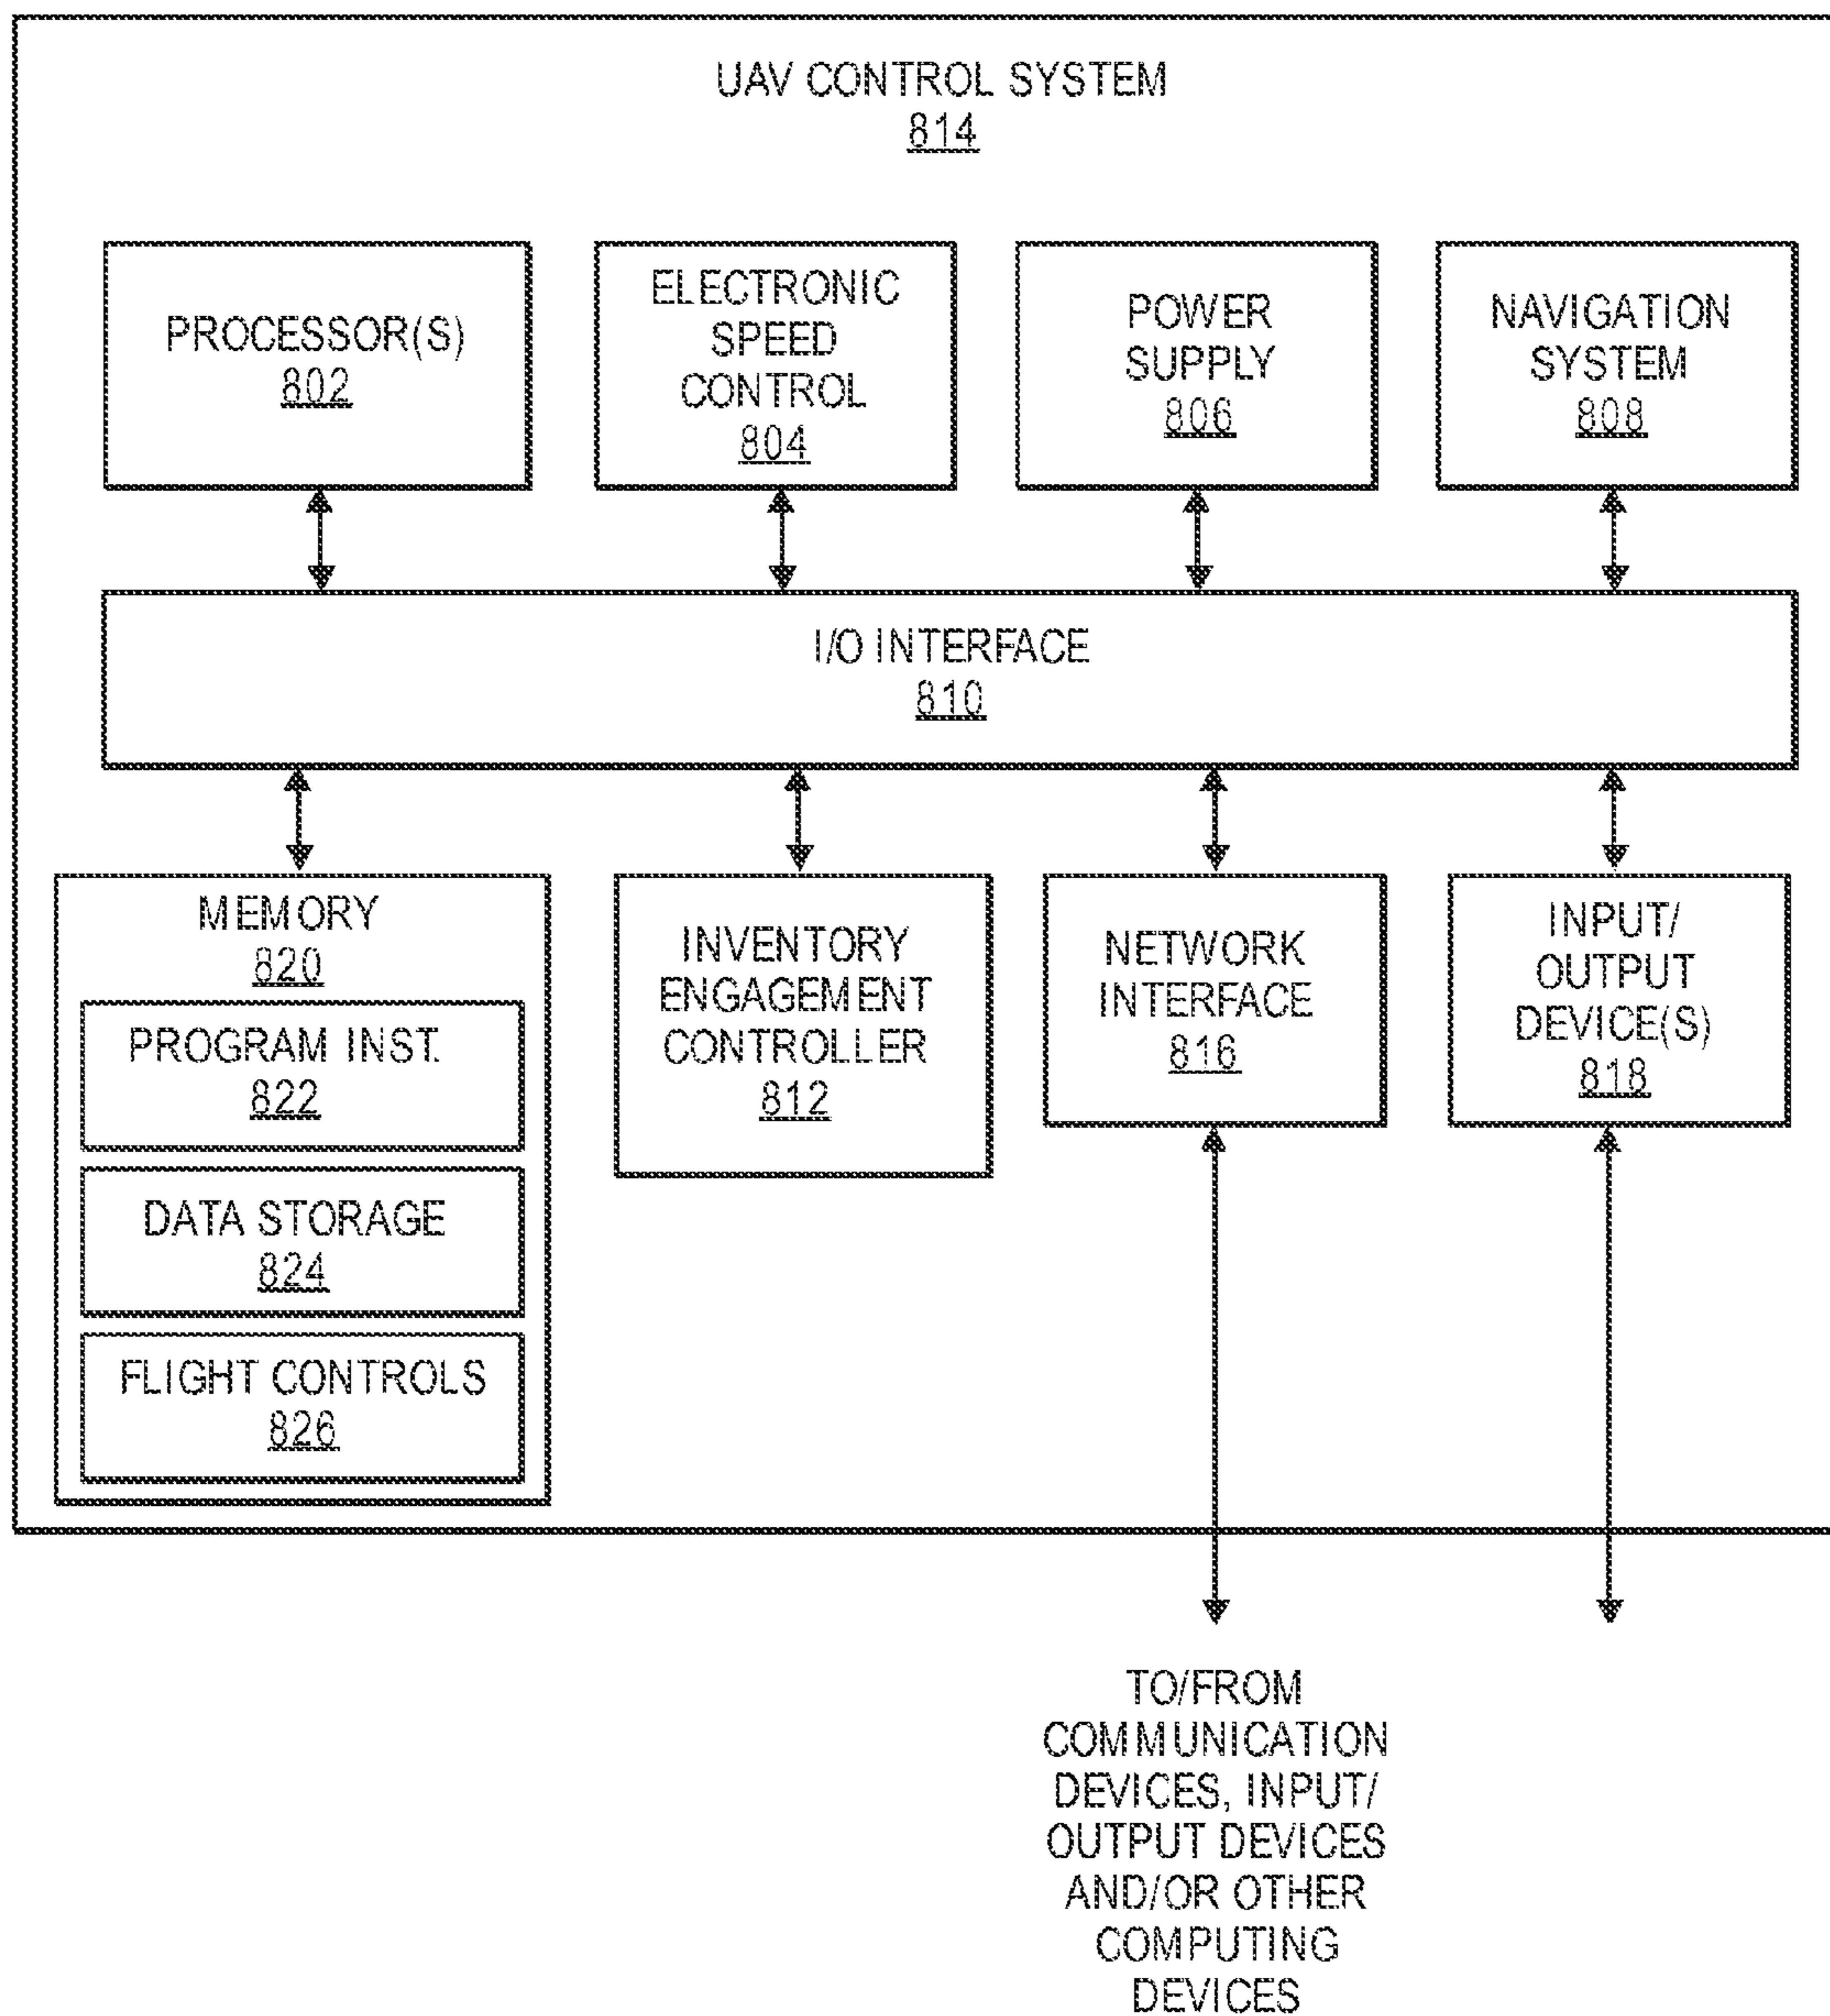 UAV CONTROL SYSTEM
814
PROCESSOR(S)
802
ELECTRONIC
SPEED
CONTROL
804
POWER
SUPPLY
806
NAVIGATION
SYSTEM
808
I/O INTERFACE
810
MEMORY
820
PROGRAM INST.
822
DATA STORAGE
824
FLIGHT CONTROLS
826
INVENTORY
ENGAGEMENT
CONTROLLER
812
NETWORK
INTERFACE
816
INPUT/
OUTPUT
DEVICE(S)
818
TO/FROM
COMMUNICATION
DEVICES, INPUT/
OUTPUT DEVICES
AND/OR OTHER
COMPUTING
DEVICES